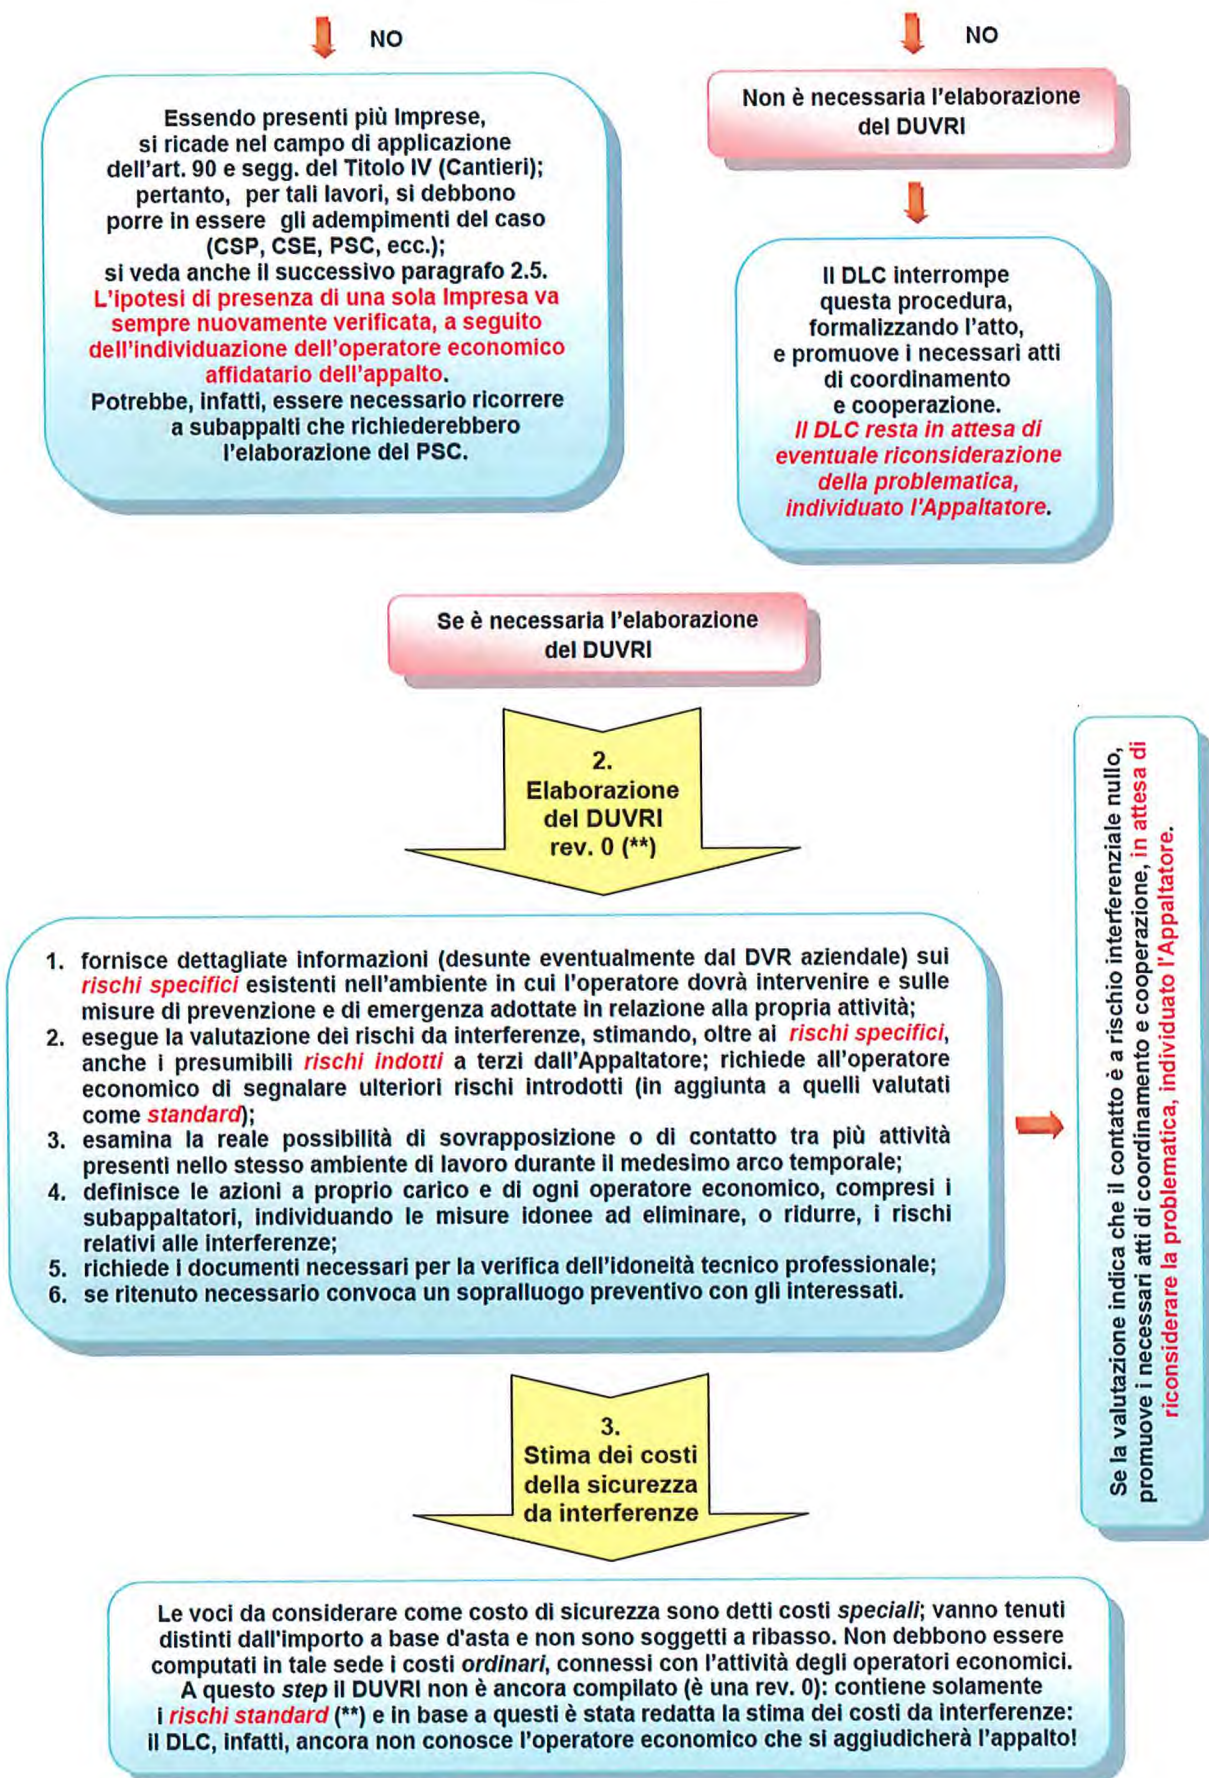 NO
Essendo presenti più Imprese,
si ricade nel campo di applicazione
dell'art. 90 e segg. del Titolo IV (Cantieri);
pertanto, per tali lavori, si debbono
porre in essere gli adempimenti del caso
(CSP, CSE, PSC, ecc.);
si veda anche il successivo paragrafo 2.5.
L'ipotesi di presenza di una sola Impresa va
sempre nuovamente verificata, a seguito
dell'individuazione dell'operatore economico
affidatario dell'appalto.
Potrebbe, infatti, essere necessario ricorrere
a subappalti che richiederebbero
l'elaborazione del PSC.
NO
Non è necessaria l'elaborazione
del DUVRI
Il DLC interrompe
questa procedura,
formalizzando l'atto,
e promuove i necessari atti
di coordinamento
e cooperazione.
Il DLC resta in attesa di
eventuale riconsiderazione
della problematica,
individuato l'Appaltatore.
Se è necessaria l'elaborazione
del DUVRI
2.
Elaborazione
del DUVRI
rev. 0 (**)
1. fornisce dettagliate informazioni (desunte eventualmente dal DVR aziendale) sui
rischi specifici esistenti nell'ambiente in cui l'operatore dovrà intervenire e sulle
misure di prevenzione e di emergenza adottate in relazione alla propria attività;
2. esegue la valutazione dei rischi da interferenze, stimando, oltre ai rischi specifici,
anche i presumibili rischi indotti a terzi dall'Appaltatore; richiede all'operatore
economico di segnalare ulteriori rischi introdotti (in aggiunta a quelli valutati
come standard);
3. esamina la reale possibilità di sovrapposizione o di contatto tra più attività
presenti nello stesso ambiente di lavoro durante il medesimo arco temporale;
4. definisce le azioni a proprio carico e di ogni operatore economico, compresi i
subappaltatori, individuando le misure idonee ad eliminare, o ridurre, i rischi
relativi alle interferenze;
5. richiede i documenti necessari per la verifica dell'idoneità tecnico professionale;
6. se ritenuto necessario convoca un sopralluogo preventivo con gli interessati.
Se la valutazione indica che il contatto è a rischio interferenziale nullo,
promuove i necessari atti di coordinamento e cooperazione, in attesa di
riconsiderare la problematica, individuato l'Appaltatore.
3.
Stima dei costi
della sicurezza
da interferenze
Le voci da considerare come costo di sicurezza sono detti costi speciali; vanno tenuti
distinti dall'importo a base d'asta e non sono soggetti a ribasso. Non debbono essere
computati in tale sede i costi ordinari, connessi con l'attività degli operatori economici.
A questo step il DUVRI non è ancora compilato (è una rev. 0): contiene solamente
i rischi standard (**) e in base a questi è stata redatta la stima dei costi da interferenze:
il DLC, infatti, ancora non conosce l'operatore economico che si aggiudicherà l'appalto!